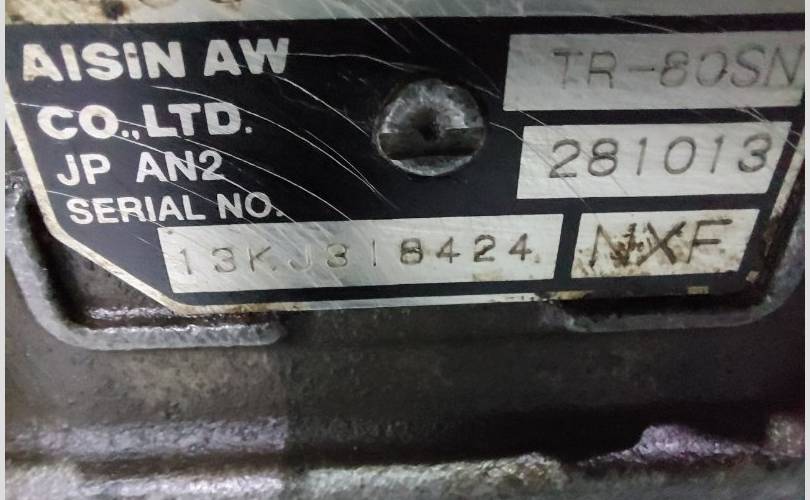 AISIN AW
CO.,LTD.
JP AN2
SERIAL NO.
TR-80SN
281013
13KJ318424
NXF